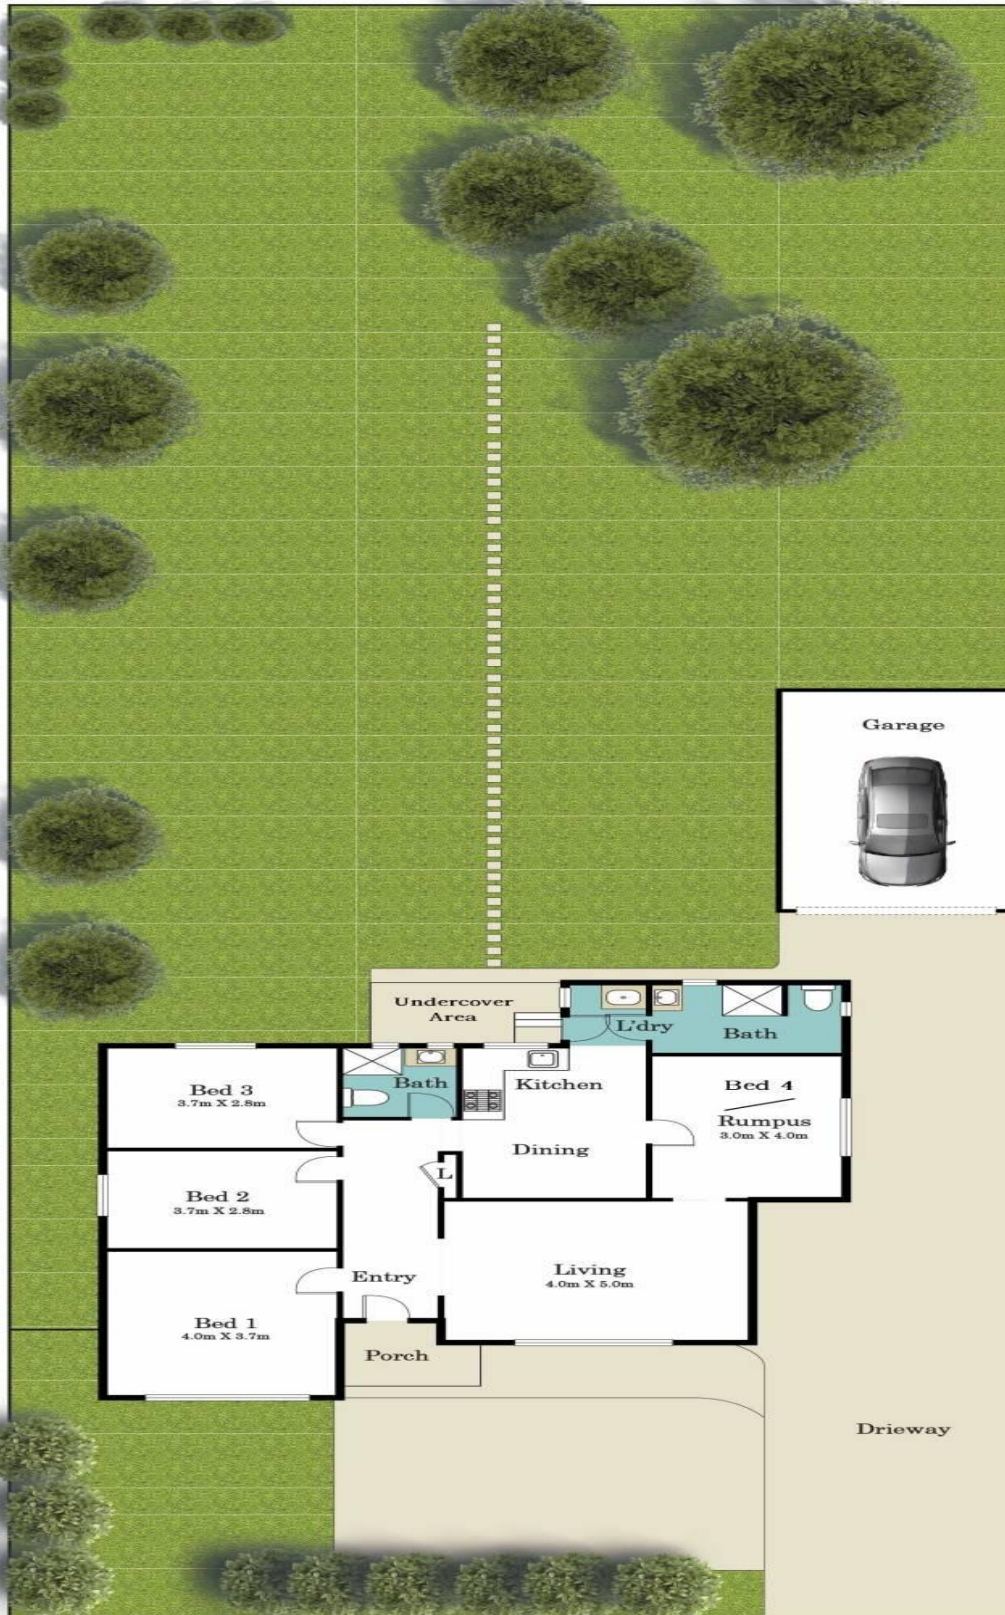 Garage
Undercover
Area
L'dry
Bath
Bed 3
3.7m X 2.8m
Bath
Kitchen
Bed 4
Rumpus
3.0m X 4.0m
Dining
L
Bed 2
3.7m X 2.8m
Living
4.0m X 5.0m
Entry
Bed 1
4.0m X 3.7m
Porch
Drieway